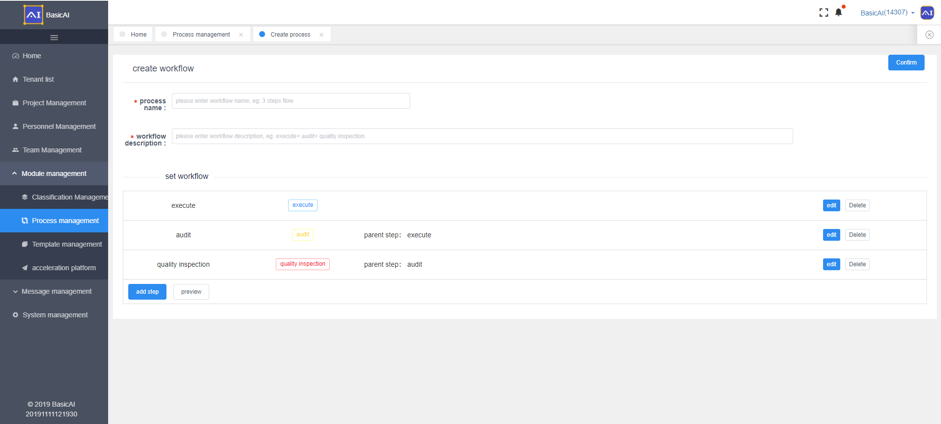 BasicAI
BasicAI(14307)
Home
Process management
Create process
Home
Tenant list
Project Management
Personnel Management
Team Management
Module management
Classification Manageme
Process management
Template management
acceleration platform
Message management
System management
© 2019 BasicAI
20191111121930
create workflow
Confirm
* process name :
please enter workflow name, eg: 3 steps flow
* workflow description :
please enter workflow description, eg: execute+ audit+ quality inspection
set workflow
execute execute edit Delete
audit audit parent step: execute edit Delete
quality inspection quality inspection parent step: audit edit Delete
add step preview